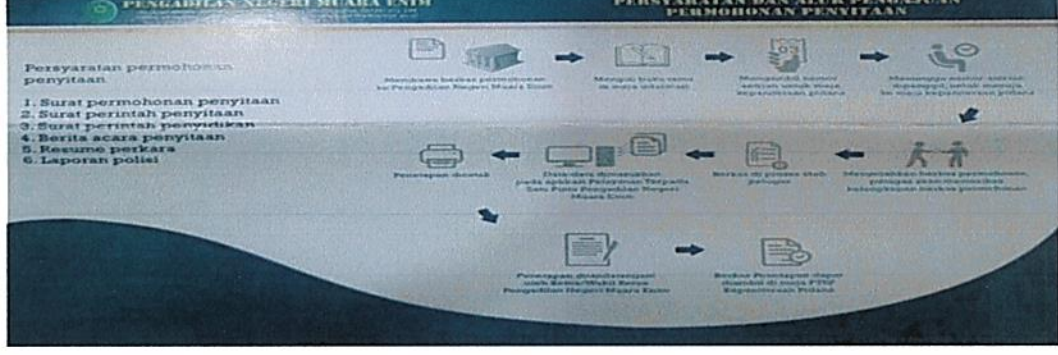 PENGADILAN NEGERI MUARA ENIM
PERSYARATAN DAN ALUR PENGAJUAN
PERMOHONAN PENYITAAN
Persyaratan permohonan
penyitaan
1. Surat permohonan penyitaan
2. Surat perintah penyitaan
3. Surat perintah penyidikan
4. Berita acara penyitaan
5. Resume perkara
6. Laporan polisi
Membawa berkas permohonan
ke Pengadilan Negeri Muara Enim
Mengisi buku tamu
di meja informasi
Mengambil nomor
antrian untuk meja
kepaniteraan pidana
Menunggu nomor antrian
dipanggil, untuk menuju
ke meja kepaniteraan pidana
Penetapan dicetak
Data-data dimasukkan
pada aplikasi Pelayanan Terpadu
Satu Pintu Pengadilan Negeri
Muara Enim
Berkas di proses oleh
petugas
Menyerahkan berkas permohonan,
petugas akan memeriksa
kelengkapan berkas permohonan
Penetapan ditandatangani
oleh Ketua/Wakil Ketua
Pengadilan Negeri Muara Enim
Berkas Penetapan dapat
diambil di meja PTSP
Kepaniteraan Pidana